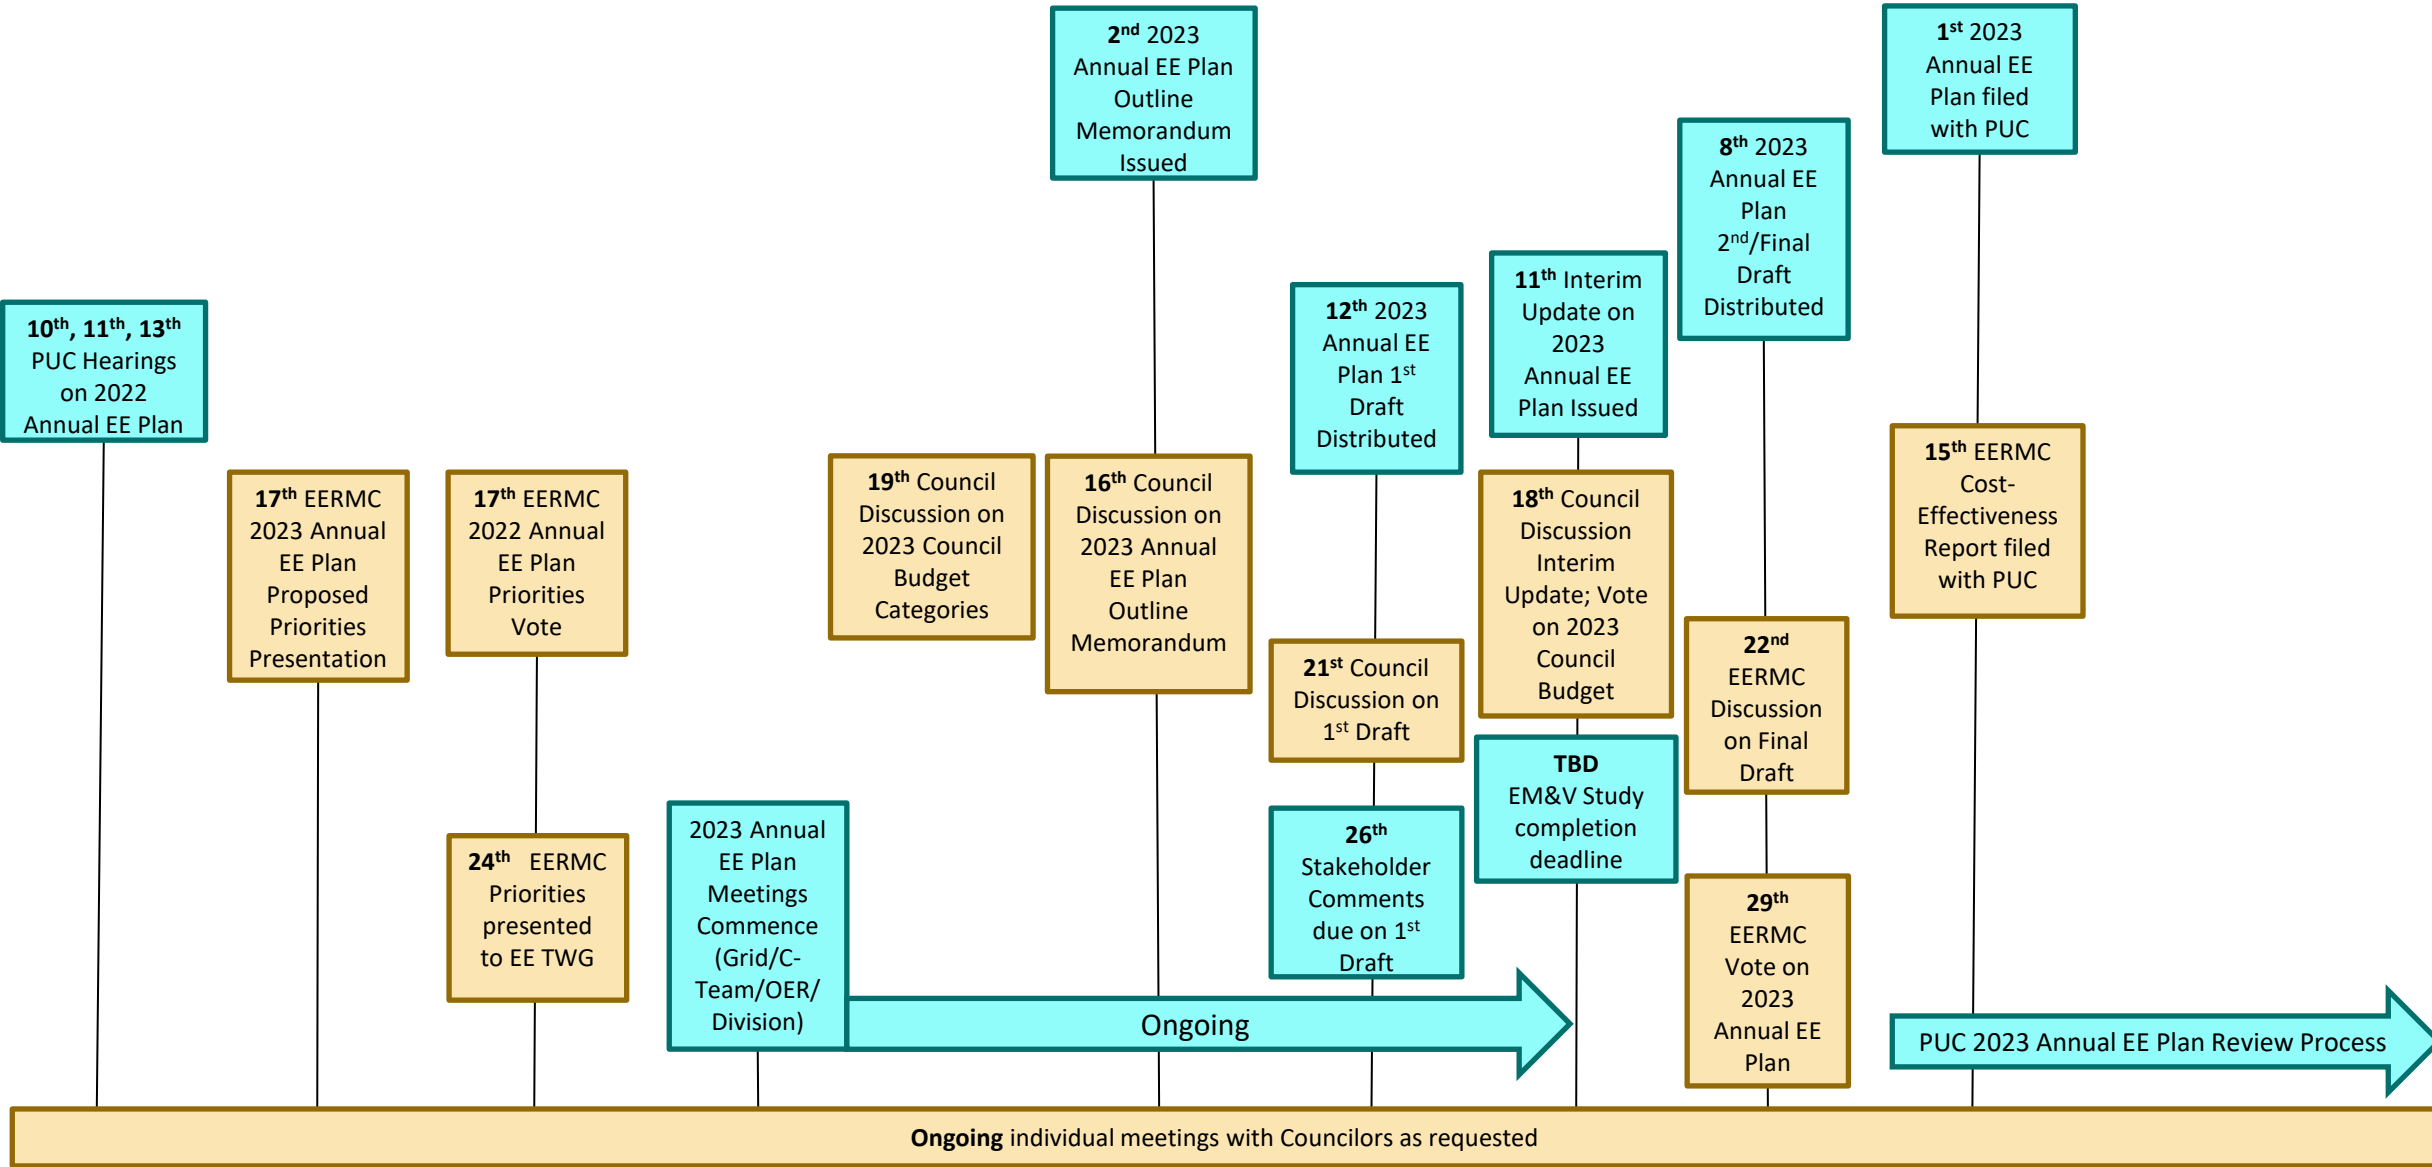 10th, 11th, 13th
PUC Hearings
on 2022
Annual EE Plan
17th EERMC
2023 Annual
EE Plan
Proposed
Priorities
Presentation
17th EERMC
2022 Annual
EE Plan
Priorities
Vote
24th EERMC
Priorities
presented
to EE TWG
2023 Annual
EE Plan
Meetings
Commence
(Grid/C-
Team/OER/
Division)
Ongoing
19th Council
Discussion on
2023 Council
Budget
Categories
2nd 2023
Annual EE Plan
Outline
Memorandum
Issued
16th Council
Discussion on
2023 Annual
EE Plan
Outline
Memorandum
12th 2023
Annual EE
Plan 1st
Draft
Distributed
21st Council
Discussion on
1st Draft
26th
Stakeholder
Comments
due on 1st
Draft
11th Interim
Update on
2023
Annual EE
Plan Issued
18th Council
Discussion
Interim
Update; Vote
on 2023
Council
Budget
TBD
EM&V Study
completion
deadline
8th 2023
Annual EE
Plan
2nd/Final
Draft
Distributed
22nd
EERMC
Discussion
on Final
Draft
29th
EERMC
Vote on
2023
Annual EE
Plan
1st 2023
Annual EE
Plan filed
with PUC
15th EERMC
Cost-
Effectiveness
Report filed
with PUC
PUC 2023 Annual EE Plan Review Process
Ongoing individual meetings with Councilors as requested